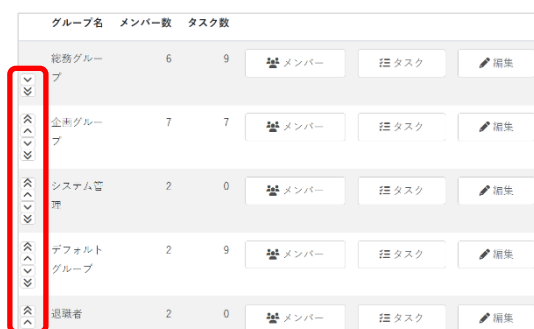 グループ名 メンバー数 タスク数
総務グルー 6 9 メンバー タスク 編集
プ
企画グルー 7 7 メンバー タスク 編集
プ
システム管 2 0 メンバー タスク 編集
理
デフォルト 2 9 メンバー タスク 編集
グループ
退職者 2 0 メンバー タスク 編集